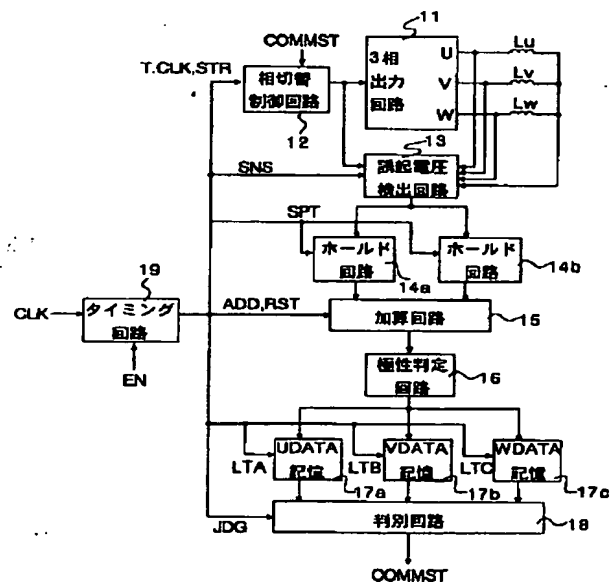 COMMST
T.CLK,STR
相切替
制御回路
12
11
3相
出力
回路
U
V
W
Lu
Lv
Lw
13
誘起電圧
検出回路
SNS
SPT
ホールド
回路
14a
ホールド
回路
14b
19
CLK
タイミング
回路
EN
ADD,RST
加算回路
15
極性判定
回路
16
LTA
UDATA
記憶
17a
LTB
VDATA
記憶
17b
LTC
WDATA
記憶
17c
JDG
判別回路
18
COMMST